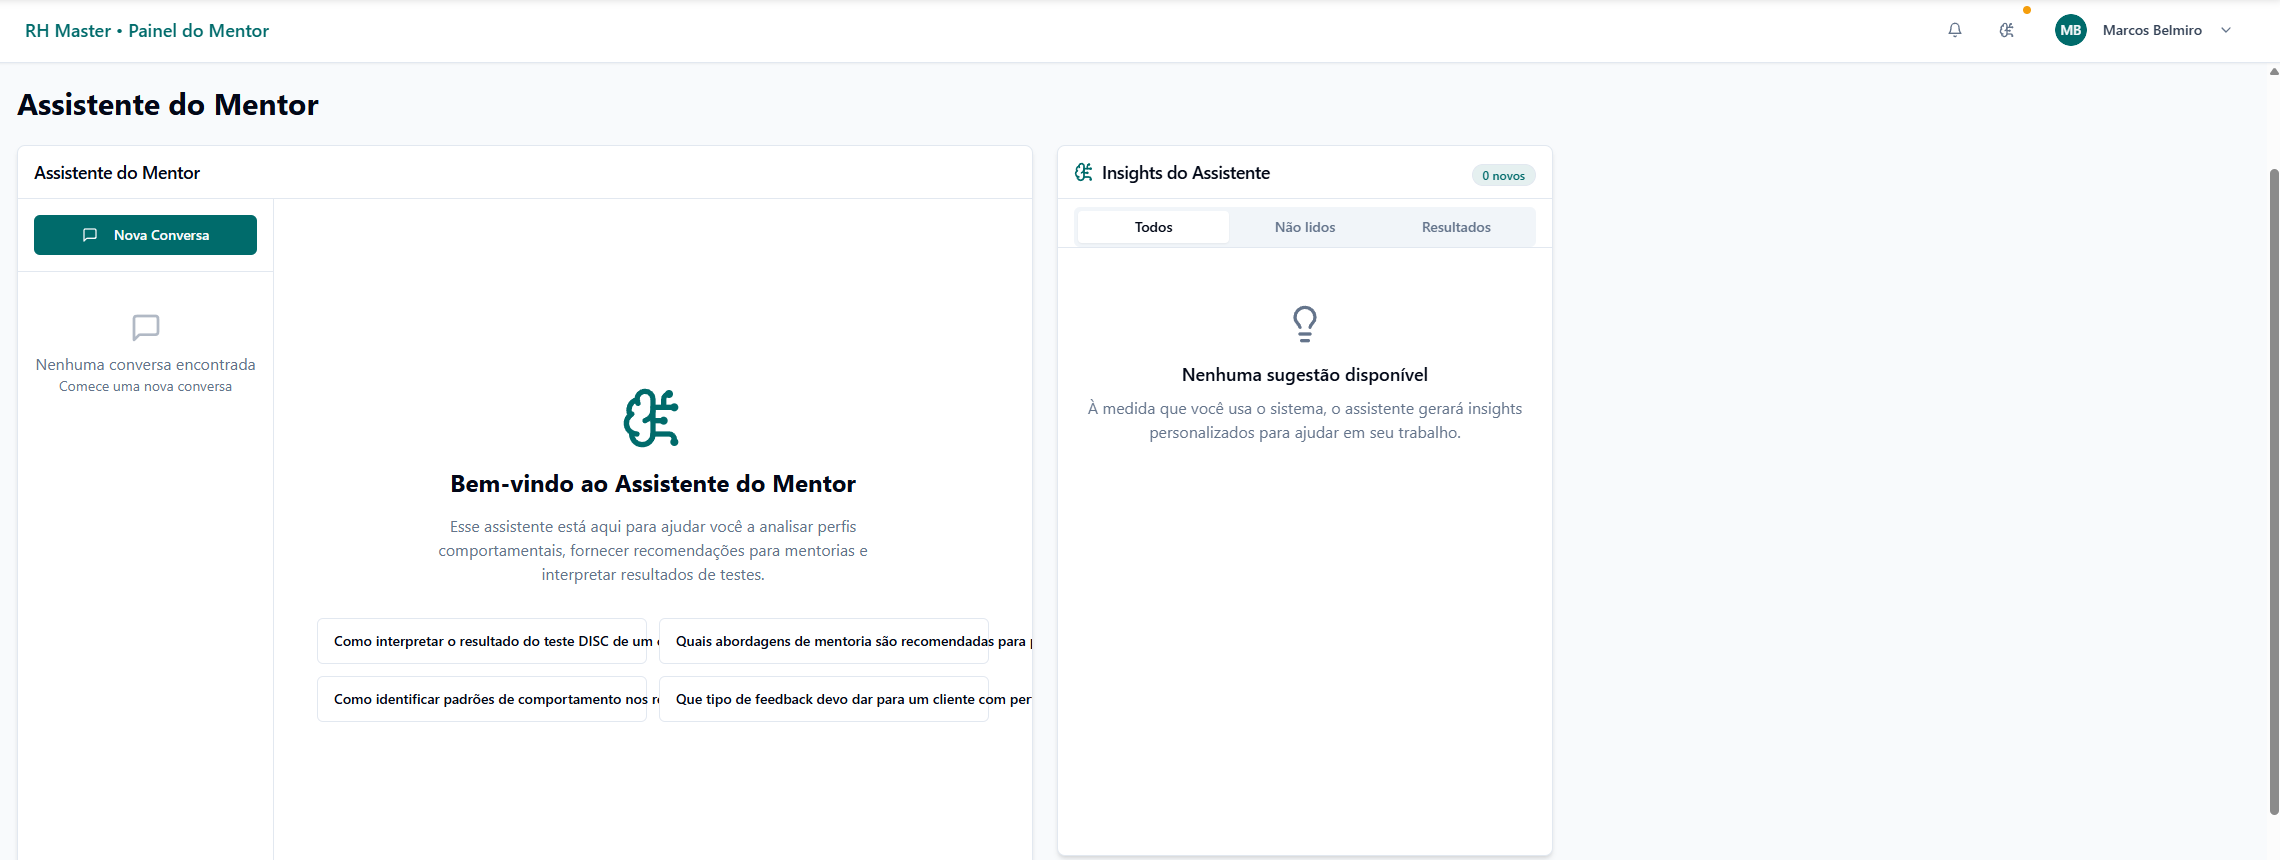 RH Master • Painel do Mentor
MB
Marcos Belmiro
Assistente do Mentor
Assistente do Mentor
Nova Conversa
Nenhuma conversa encontrada
Comece uma nova conversa
Bem-vindo ao Assistente do Mentor
Esse assistente está aqui para ajudar você a analisar perfis
comportamentais, fornecer recomendações para mentorias e
interpretar resultados de testes.
Como interpretar o resultado do teste DISC de um
Quais abordagens de mentoria são recomendadas para
Como identificar padrões de comportamento nos
Que tipo de feedback devo dar para um cliente com per
Insights do Assistente
0 novos
Todos
Não lidos
Resultados
Nenhuma sugestão disponível
À medida que você usa o sistema, o assistente gerará insights
personalizados para ajudar em seu trabalho.